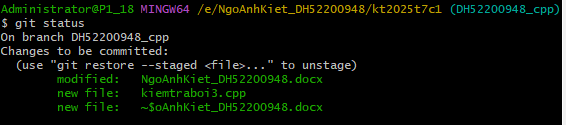 Administrator@P1_18 MINGW64 /e/NgoAnhKiet_DH52200948/kt2025t7c1 (DH52200948_cpp)
$ git status
On branch DH52200948_cpp
Changes to be committed:
  (use "git restore --staged <file>..." to unstage)
        modified:   NgoAnhKiet_DH52200948.docx
        new file:   kiemtraboi3.cpp
        new file:   ~$oAnhKiet_DH52200948.docx